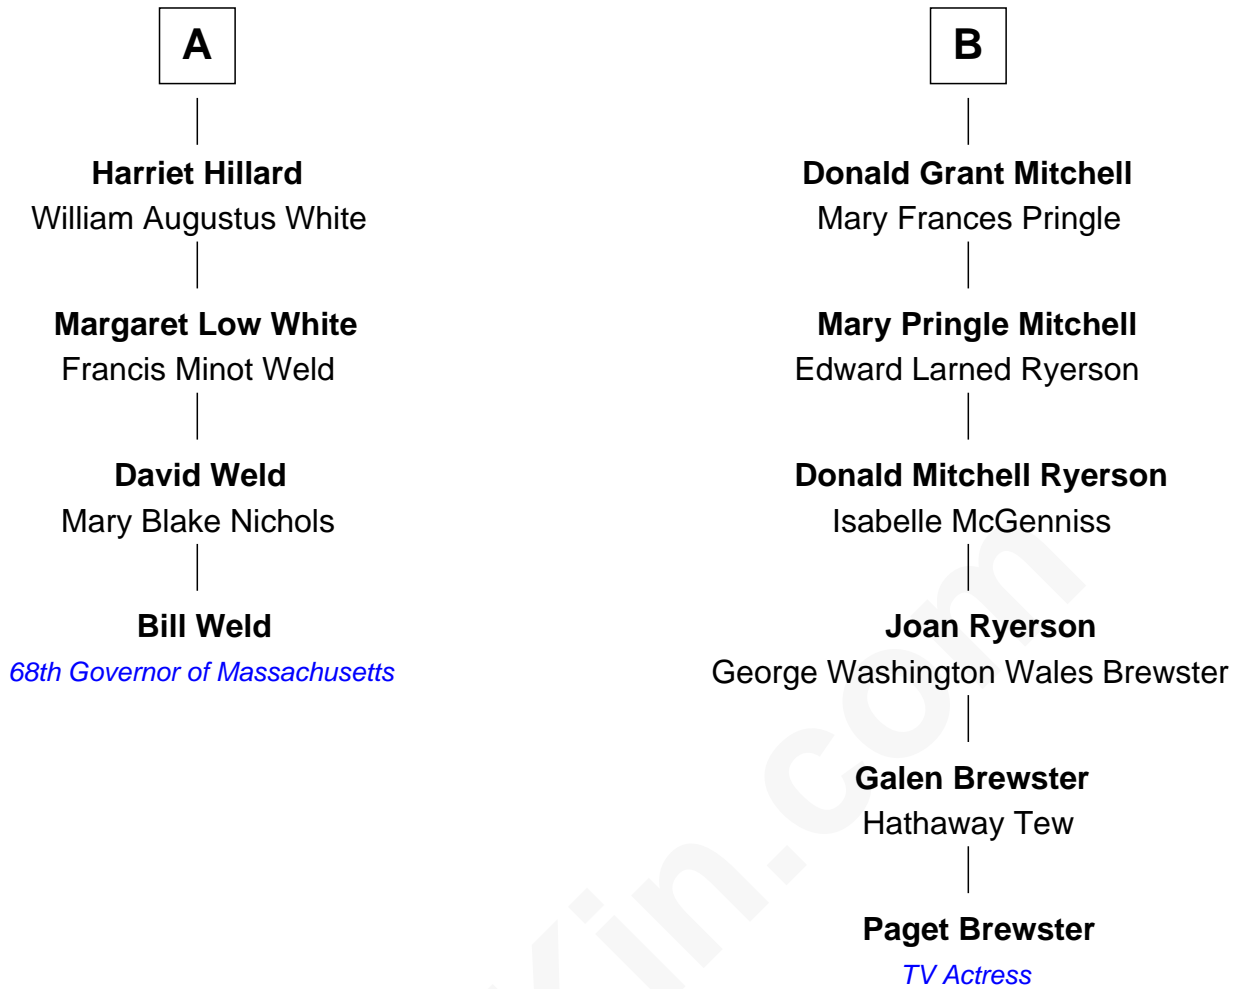 A
Harriet Hillard
William Augustus White
Margaret Low White
Francis Minot Weld
David Weld
Mary Blake Nichols
Bill Weld
68th Governor of Massachusetts
B
Donald Grant Mitchell
Mary Frances Pringle
Mary Pringle Mitchell
Edward Larned Ryerson
Donald Mitchell Ryerson
Isabelle McGenniss
Joan Ryerson
George Washington Wales Brewster
Galen Brewster
Hathaway Tew
Paget Brewster
TV Actress
Kin.com